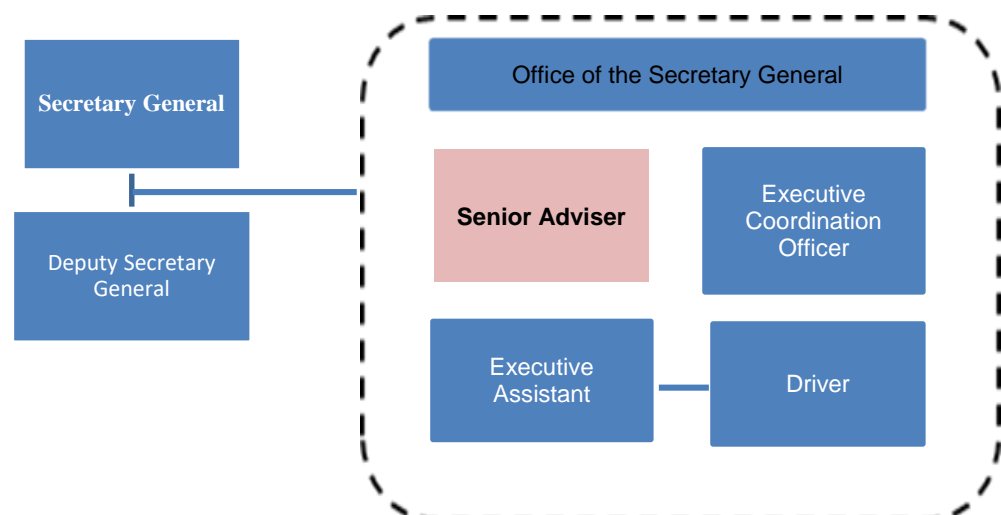 Secretary General
Deputy Secretary
General
Office of the Secretary General
Senior Adviser
Executive
Coordination
Officer
Executive
Assistant
Driver